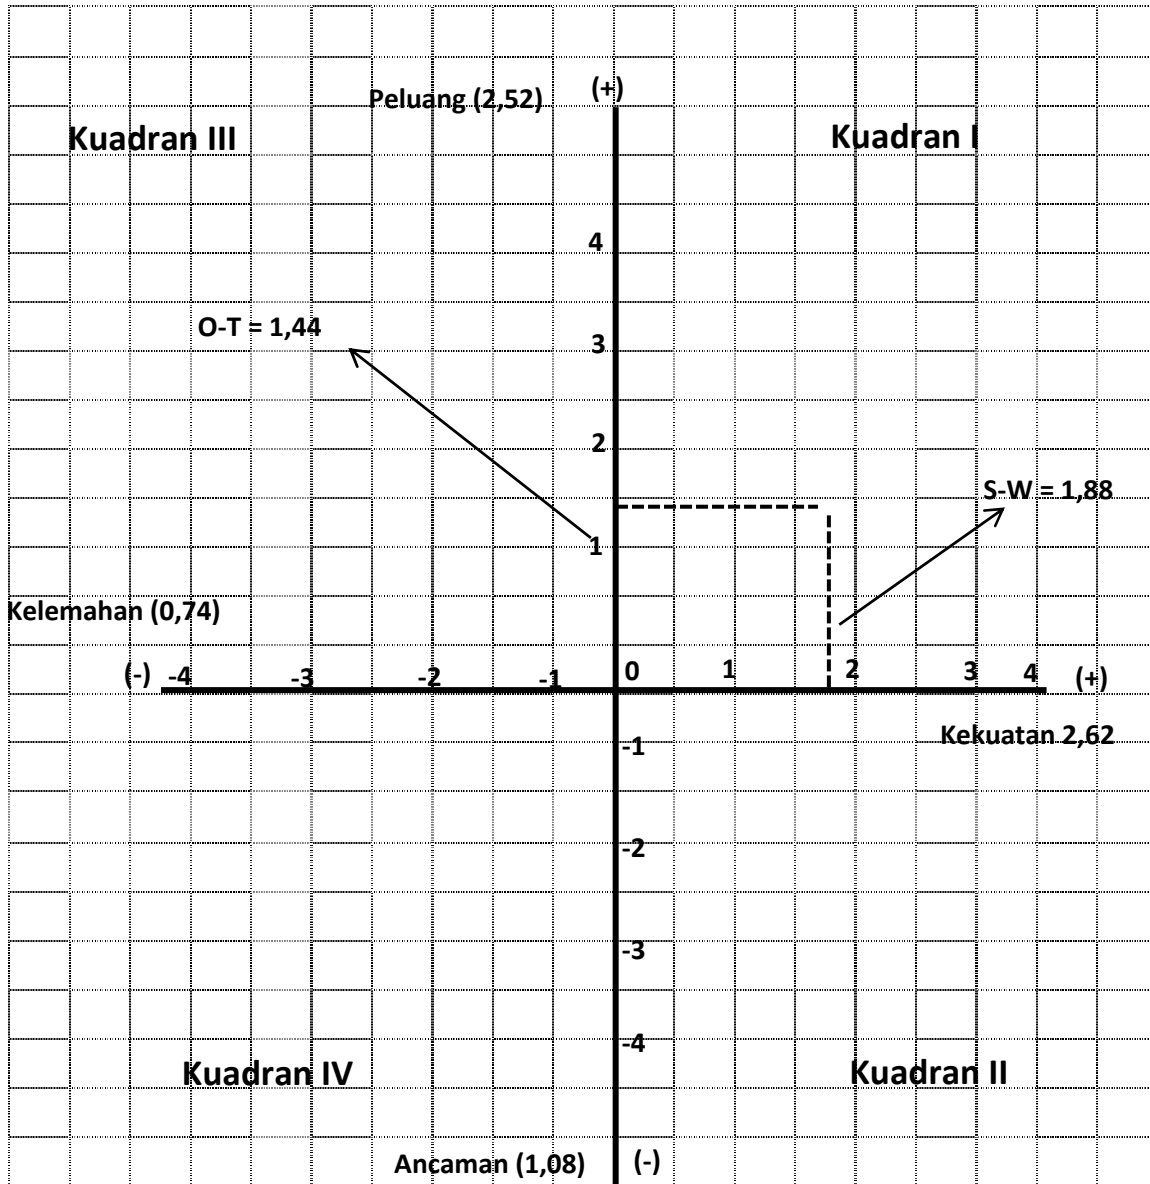 (+)
Peluang (2,52)
Kuadran III
Kuadran I
4
O-T = 1,44
3
2
S-W = 1,88
1
Kelemahan (0,74)
(-) -4 -3 -2 -1 0 1 2 3 4 (+)
Kekuatan 2,62
-1
-2
-3
-4
Kuadran IV
Kuadran II
Ancaman (1,08)
(-)